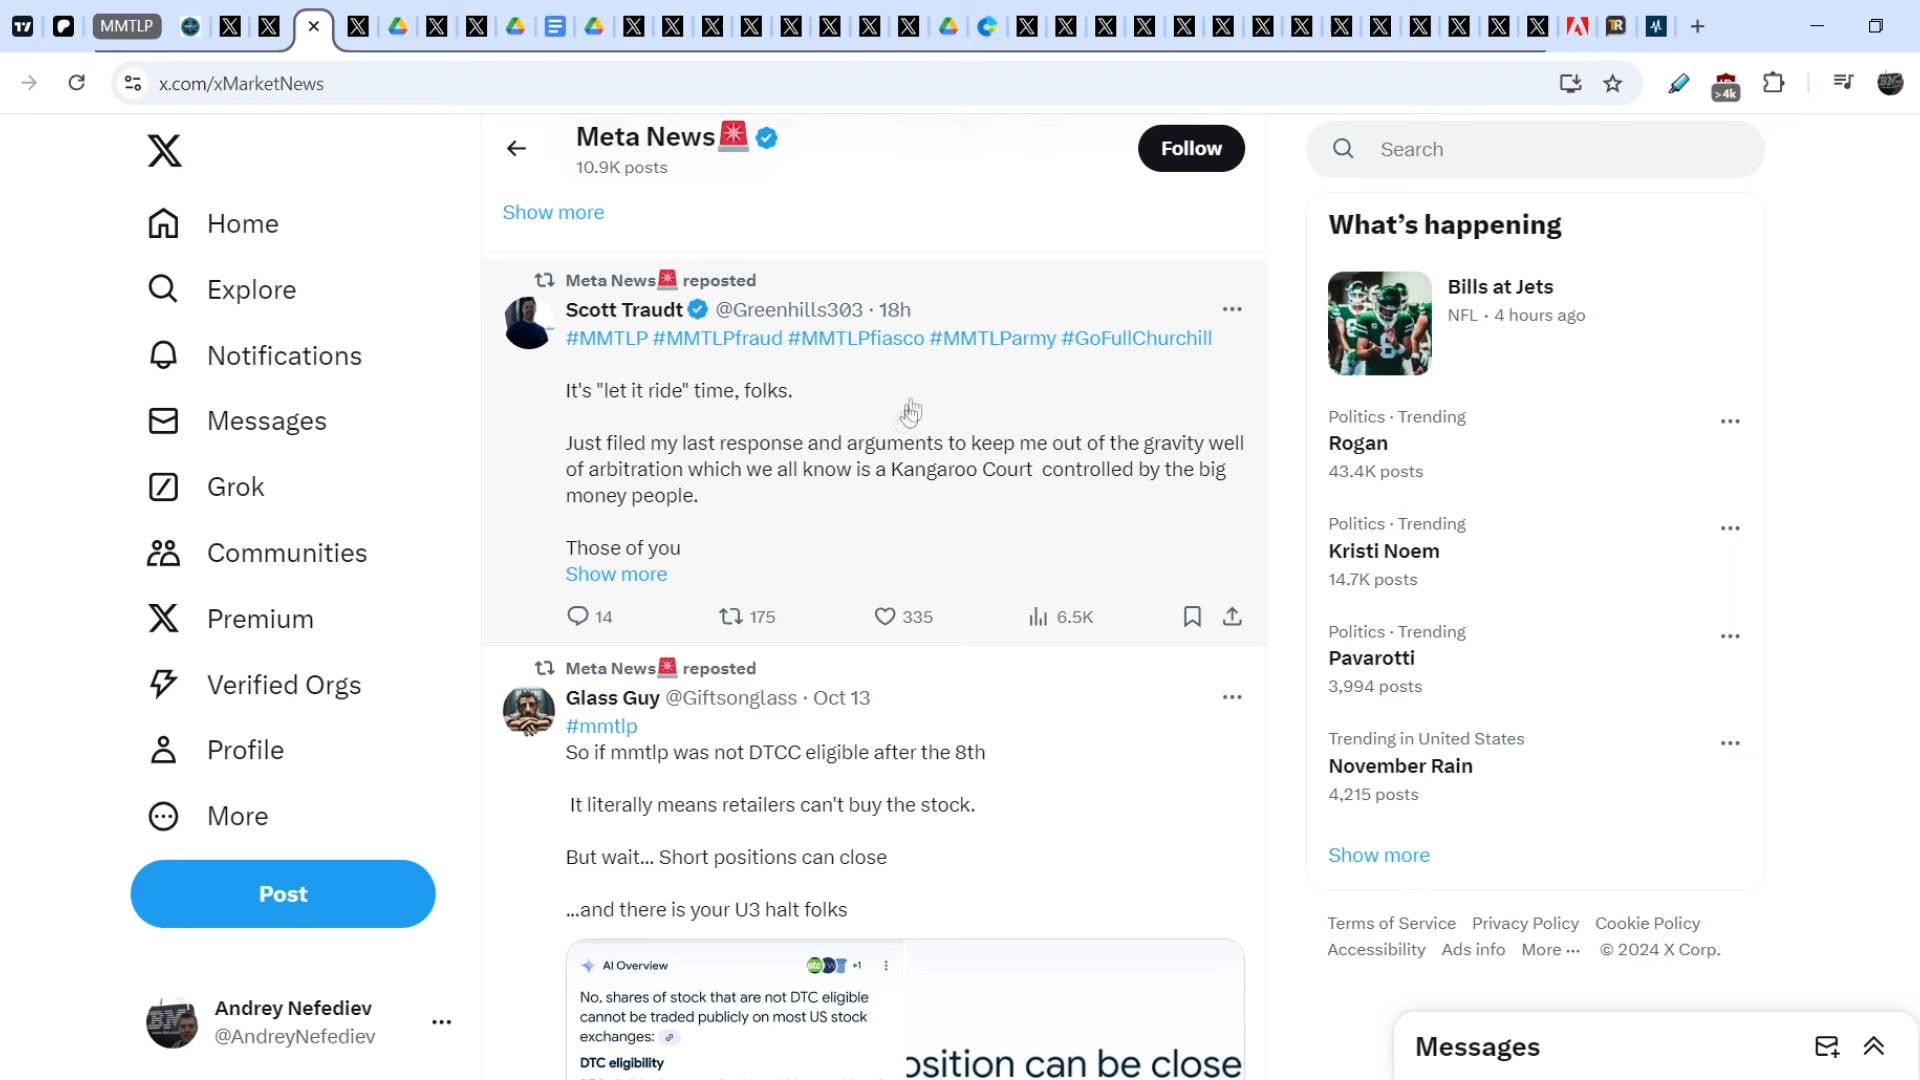 MMTLP
x.com/xMarketNews
>4k
Home
Explore
Notifications
Messages
Grok
Communities
Premium
Verified Orgs
Profile
More
Post
Andrey Nefediev
@AndreyNefediev
Meta News
10.9K posts
Follow
Show more
Meta News reposted
Scott Traudt @Greenhills303 · 18h
#MMTLP #MMTLPfraud #MMTLPfiasco #MMTLParmy #GoFullChurchill
It's "let it ride" time, folks.
Just filed my last response and arguments to keep me out of the gravity well
of arbitration which we all know is a Kangaroo Court controlled by the big
money people.
Those of you
Show more
14
175
335
6.5K
Meta News reposted
Glass Guy @Giftsonglass · Oct 13
#mmtlp
So if mmtlp was not DTCC eligible after the 8th
It literally means retailers can't buy the stock.
But wait... Short positions can close
...and there is your U3 halt folks
AI Overview
+1
No, shares of stock that are not DTC eligible
cannot be traded publicly on most US stock
exchanges:
DTC eligibility
osition can be close
Search
What's happening
Bills at Jets
NFL · 4 hours ago
Politics · Trending
Rogan
43.4K posts
Politics · Trending
Kristi Noem
14.7K posts
Politics · Trending
Pavarotti
3,994 posts
Trending in United States
November Rain
4,215 posts
Show more
Terms of Service Privacy Policy Cookie Policy
Accessibility Ads info More ··· © 2024 X Corp.
Messages